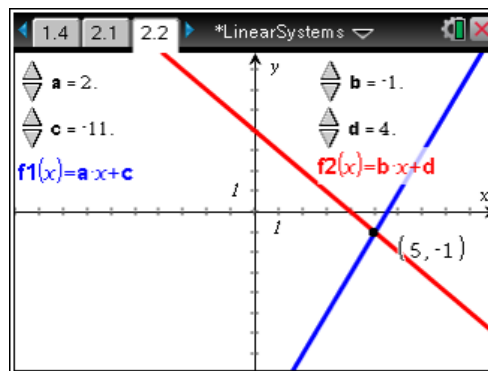 1.4 2.1 2.2 *LinearSystems
y
a = 2. b = -1.
c = -11. d = 4.
f1(x)=a·x+c f2(x)=b·x+d
1 x
1
(5, -1)